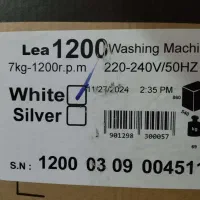 Lea 1200 Washing Machi
7kg-1200r.p.m 220-240V/50HZ
White
11/27/2024 2:35 PM
Silver
9 901298 300057
S.N : 1200 03 09 004511